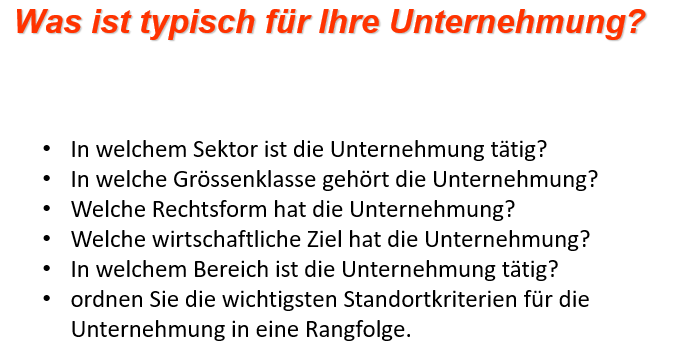 Was ist typisch für Ihre Unternehmung?
• In welchem Sektor ist die Unternehmung tätig?
• In welche Grössenklasse gehört die Unternehmung?
• Welche Rechtsform hat die Unternehmung?
• Welche wirtschaftliche Ziel hat die Unternehmung?
• In welchem Bereich ist die Unternehmung tätig?
• ordnen Sie die wichtigsten Standortkriterien für die
Unternehmung in eine Rangfolge.